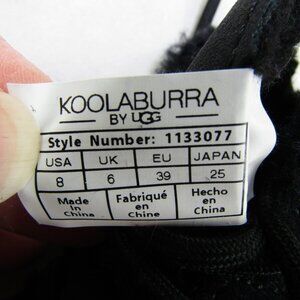 KOOLABURRA
BY UGG
Style Number: 1133077
USA UK EU JAPAN
8 6 39 25
Made in China
Fabriqué en Chine
Hecho en China